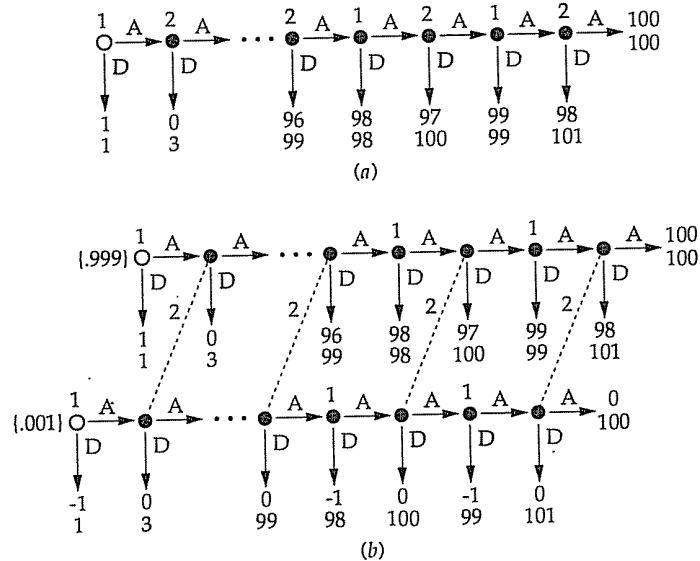 1 A 2 A 2 A 1 A 2 A 1 A 2 A 100
100
D D D D D D D
1 0 96 98 97 99 98
1 3 99 98 100 99 101
(a)
{.999} 1 A A A 1 A A 1 A A 100
100
D D D D D D D
2 2 2 2
1 0 96 98 97 99 98
1 3 99 98 100 99 101
{.001} 1 A A A 1 A A 1 A A 0
100
D D D D D D D
-1 0 0 -1 0 -1 0
1 3 99 98 100 99 101
(b)